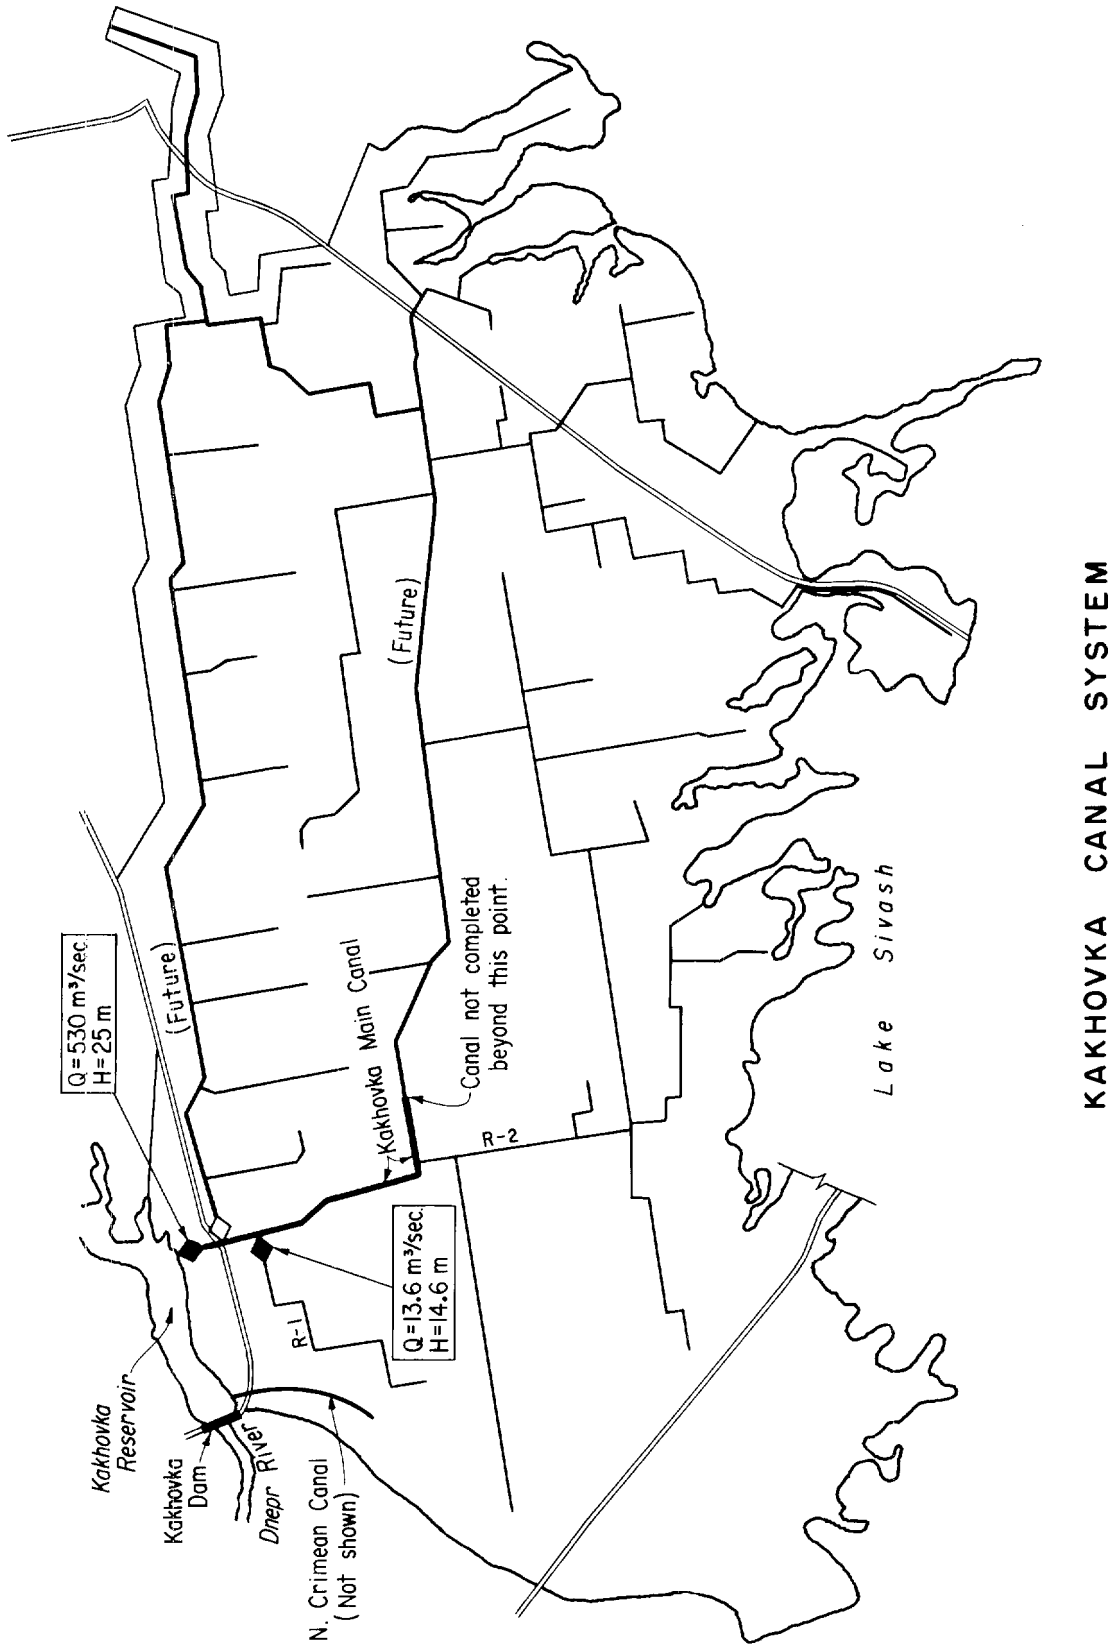 Kakhovka
Reservoir
Kakhovka
Dam
Dnepr River
N. Crimean Canal
(Not shown)
R-1
Q=13.6 m³/sec.
H=14.6 m
Q=530 m³/sec.
H=25 m
(Future)
Kakhovka Main Canal
R-2
Canal not completed
beyond this point.
(Future)
Lake Sivash
KAKHOVKA CANAL SYSTEM